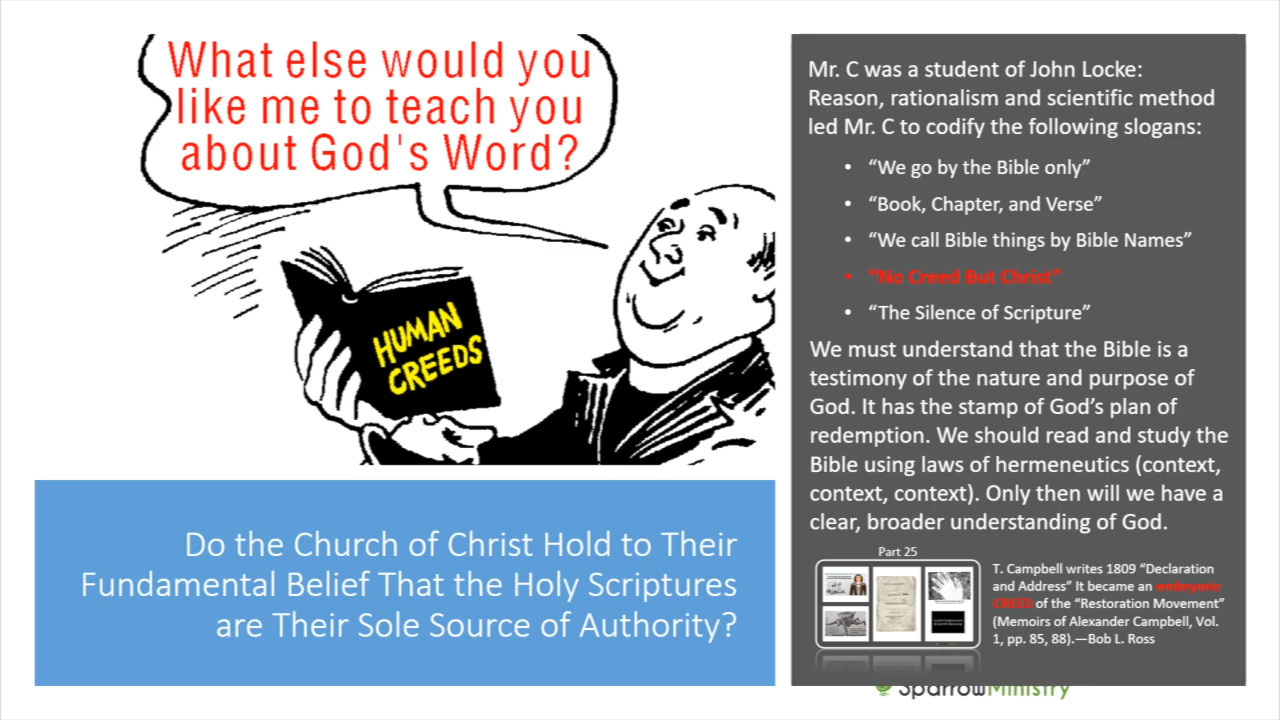 What else would you
like me to teach you
about God's Word?
HUMAN
CREEDS
Do the Church of Christ Hold to Their
Fundamental Belief That the Holy Scriptures
are Their Sole Source of Authority?
Mr. C was a student of John Locke:
Reason, rationalism and scientific method
led Mr. C to codify the following slogans:
• “We go by the Bible only”
• “Book, Chapter, and Verse”
• “We call Bible things by Bible Names”
• “No Creed But Christ”
• “The Silence of Scripture”
We must understand that the Bible is a
testimony of the nature and purpose of
God. It has the stamp of God’s plan of
redemption. We should read and study the
Bible using laws of hermeneutics (context,
context, context). Only then will we have a
clear, broader understanding of God.
Part 25
T. Campbell writes 1809 “Declaration
and Address” It became an embryonic
CREED of the “Restoration Movement”
(Memoirs of Alexander Campbell, Vol.
1, pp. 85, 88).—Bob L. Ross
SparrowMinistry